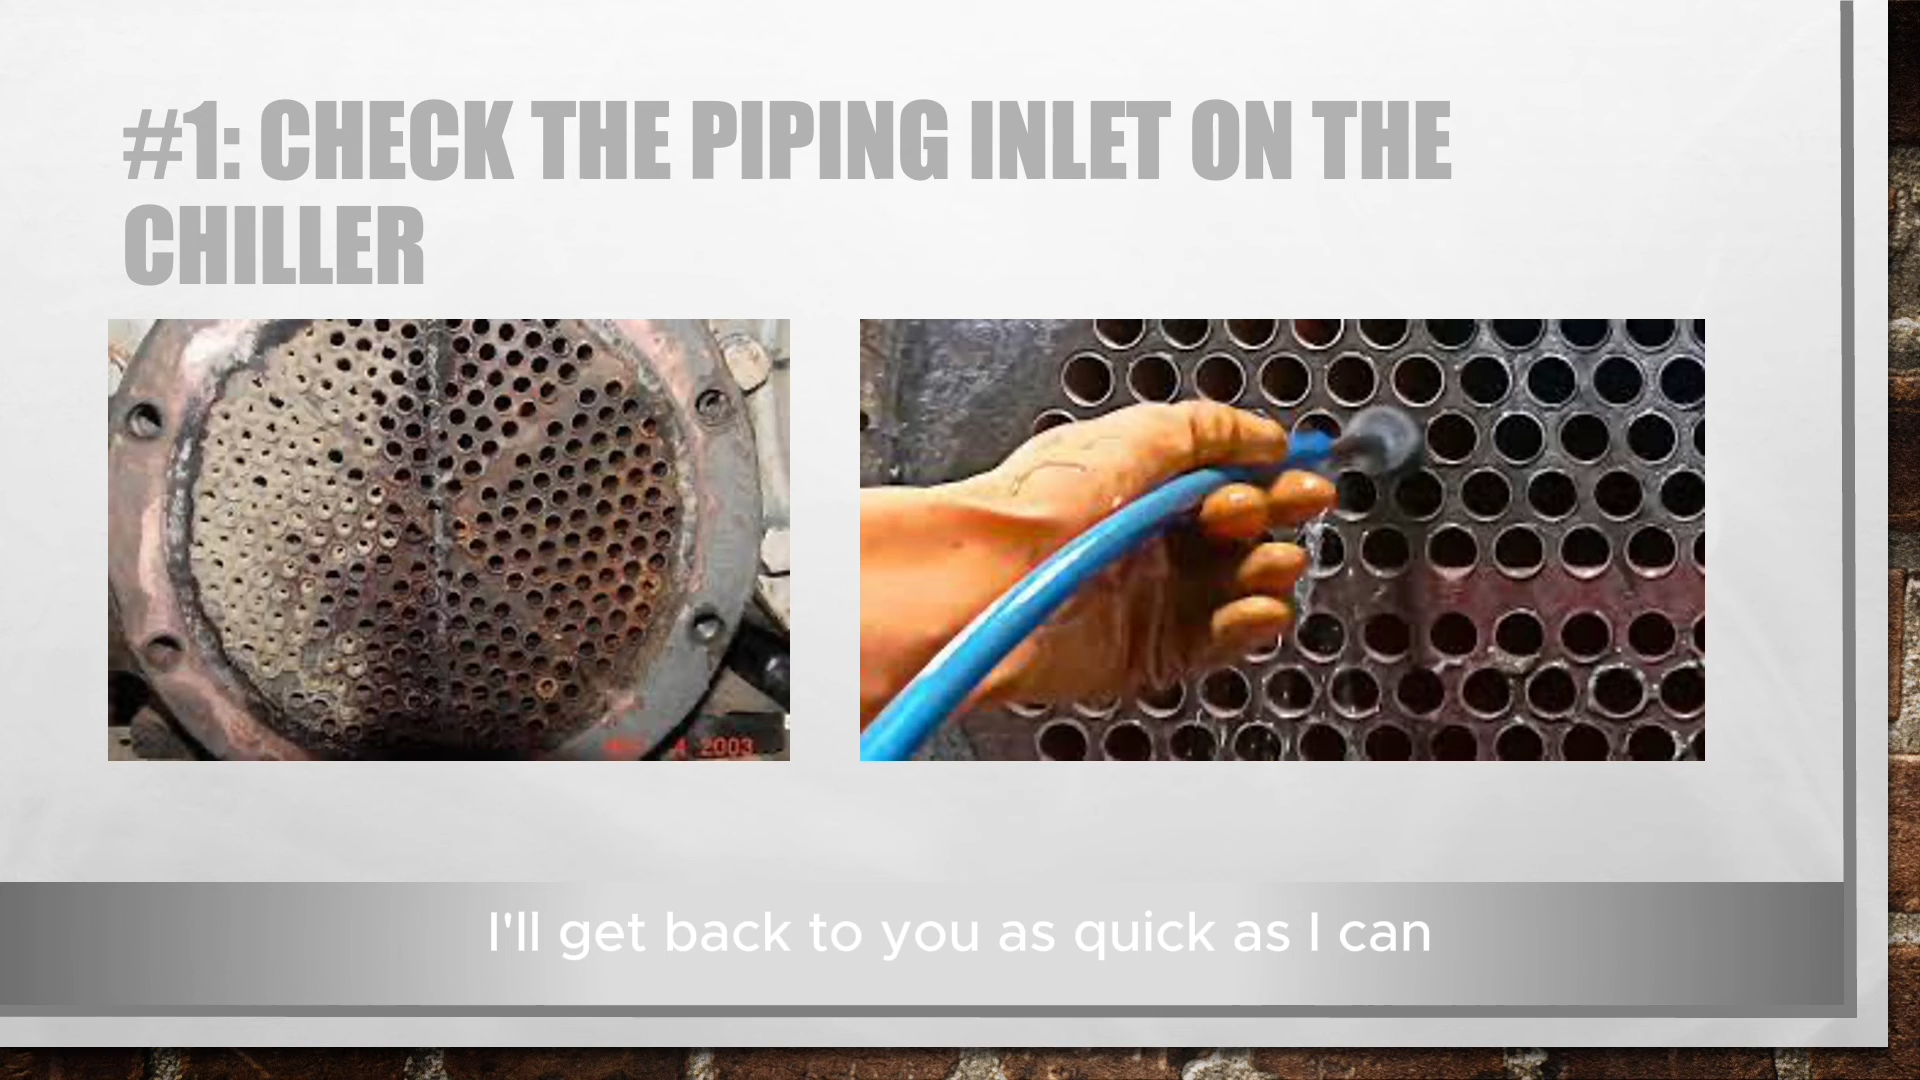 #1: CHECK THE PIPING INLET ON THE
CHILLER
4 2003
I'll get back to you as quick as I can